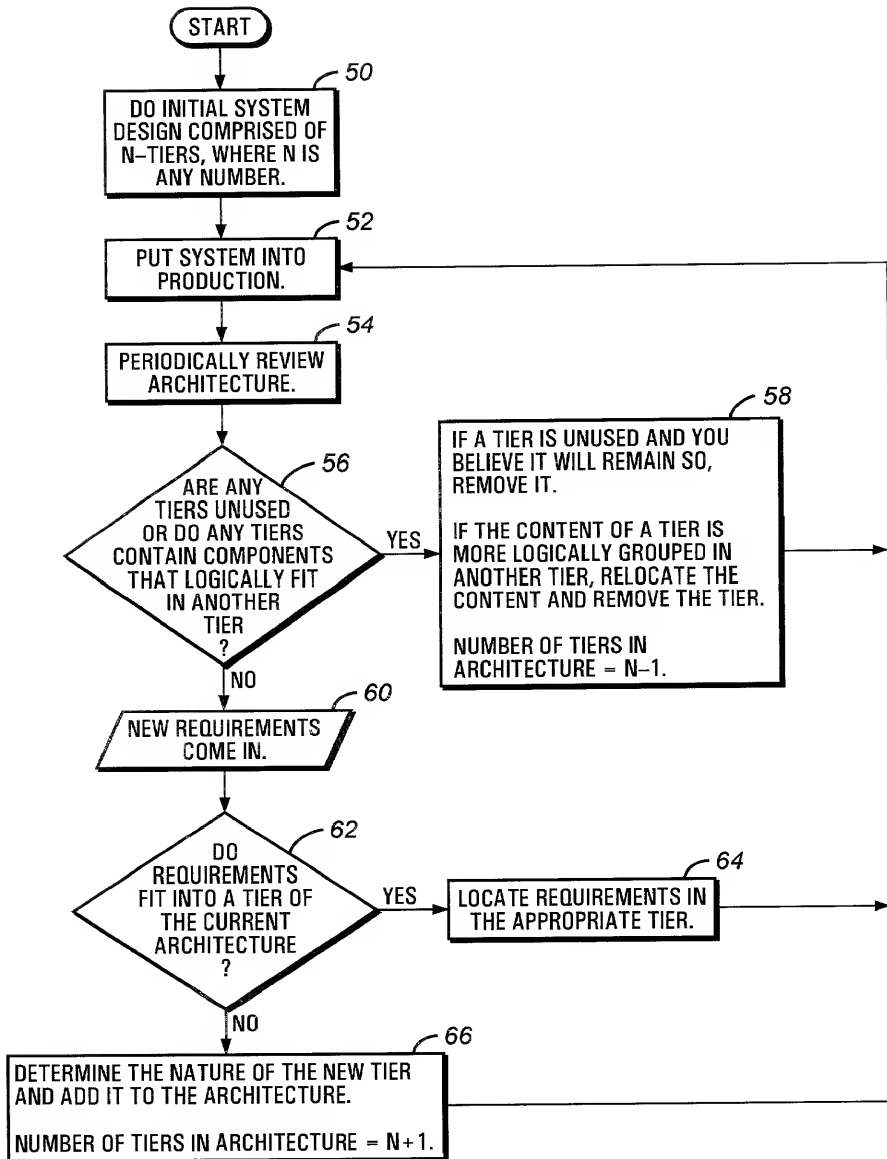 START
50
DO INITIAL SYSTEM
DESIGN COMPRISED OF
N–TIERS, WHERE N IS
ANY NUMBER.
52
PUT SYSTEM INTO
PRODUCTION.
54
PERIODICALLY REVIEW
ARCHITECTURE.
56
ARE ANY
TIERS UNUSED
OR DO ANY TIERS
CONTAIN COMPONENTS
THAT LOGICALLY FIT
IN ANOTHER
TIER
?
YES
58
IF A TIER IS UNUSED AND YOU
BELIEVE IT WILL REMAIN SO,
REMOVE IT.
IF THE CONTENT OF A TIER IS
MORE LOGICALLY GROUPED IN
ANOTHER TIER, RELOCATE THE
CONTENT AND REMOVE THE TIER.
NUMBER OF TIERS IN
ARCHITECTURE = N–1.
NO
60
NEW REQUIREMENTS
COME IN.
62
DO
REQUIREMENTS
FIT INTO A TIER OF
THE CURRENT
ARCHITECTURE
?
YES
64
LOCATE REQUIREMENTS IN
THE APPROPRIATE TIER.
NO
66
DETERMINE THE NATURE OF THE NEW TIER
AND ADD IT TO THE ARCHITECTURE.
NUMBER OF TIERS IN ARCHITECTURE = N+1.